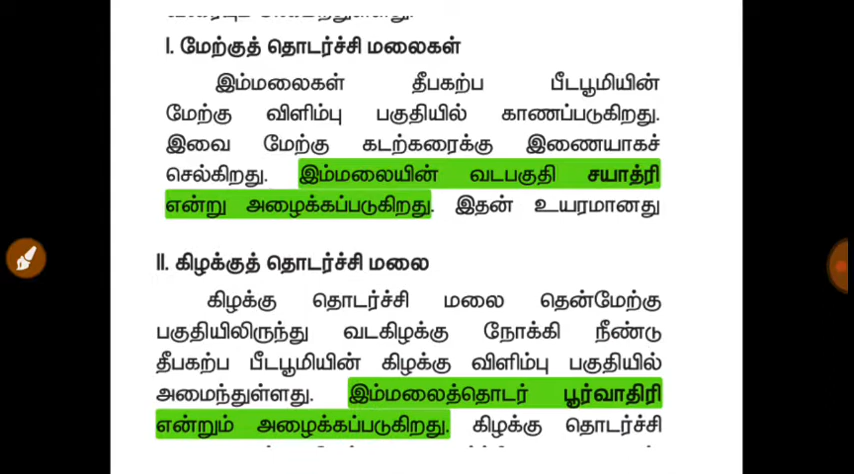 I. மேற்குத் தொடர்ச்சி மலைகள்
இம்மலைகள் தீபகற்ப பீடபூமியின்
மேற்கு விளிம்பு பகுதியில் காணப்படுகிறது.
இவை மேற்கு கடற்கரைக்கு இணையாகச்
செல்கிறது. இம்மலையின் வடபகுதி சயாத்ரி
என்று அழைக்கப்படுகிறது. இதன் உயரமானது
II. கிழக்குத் தொடர்ச்சி மலை
கிழக்கு தொடர்ச்சி மலை தென்மேற்கு
பகுதியிலிருந்து வடகிழக்கு நோக்கி நீண்டு
தீபகற்ப பீடபூமியின் கிழக்கு விளிம்பு பகுதியில்
அமைந்துள்ளது. இம்மலைத்தொடர் பூர்வாதிரி
என்றும் அழைக்கப்படுகிறது. கிழக்கு தொடர்ச்சி